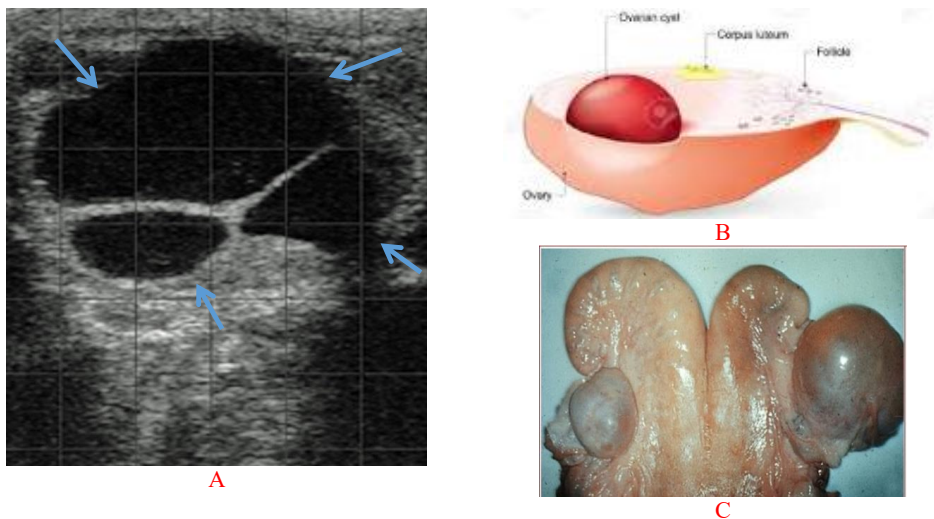 Ovarian cyst
Corpus luteum
Follicle
Ovary
B
A
C